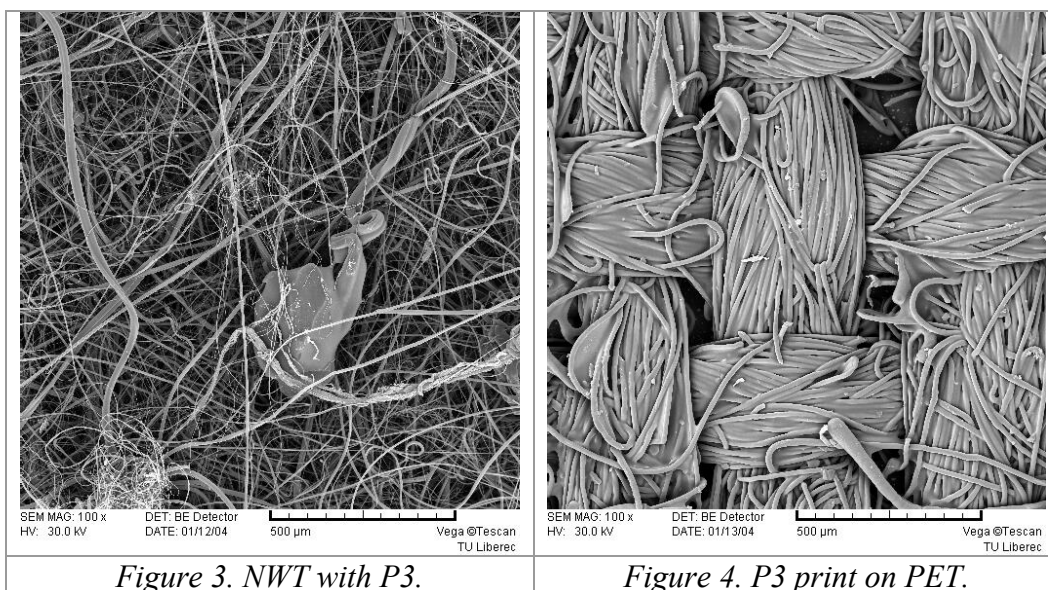 SEM MAG: 100 x DET: BE Detector
HV: 30.0 kV DATE: 01/12/04 500 µm Vega ©Tescan
TU Liberec
SEM MAG: 100 x DET: BE Detector
HV: 30.0 kV DATE: 01/13/04 500 µm Vega ©Tescan
TU Liberec
Figure 3. NWT with P3.
Figure 4. P3 print on PET.